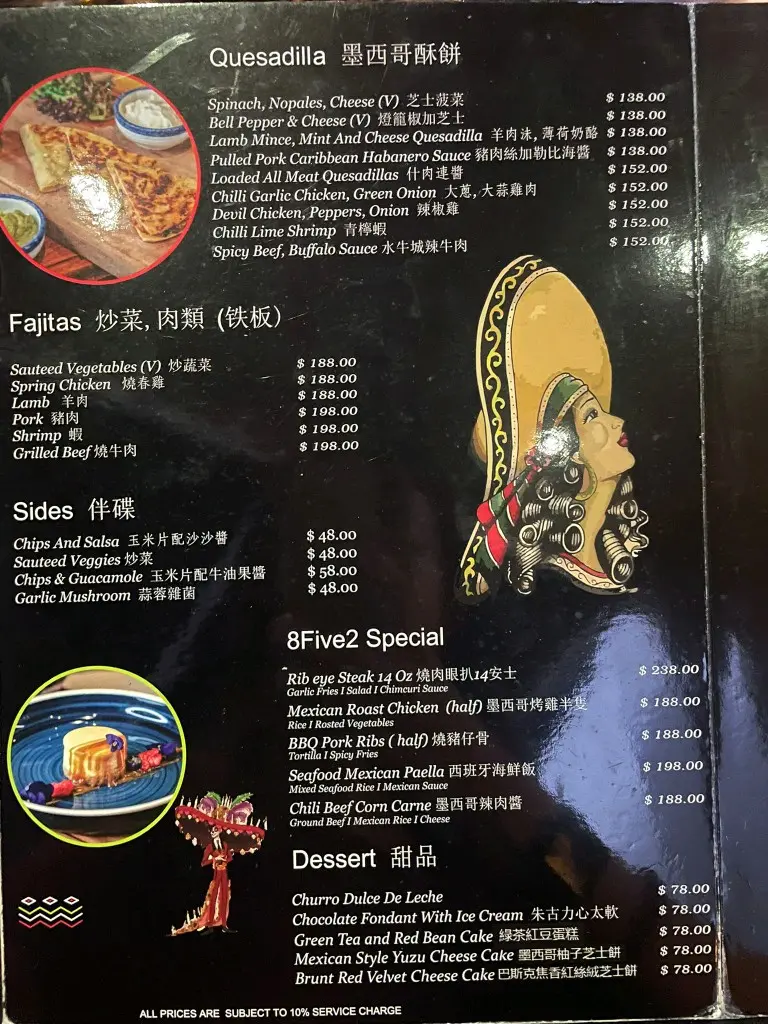 Quesadilla 墨西哥酥餅
Spinach, Nopales, Cheese (V) 芝士菠菜 $ 138.00
Bell Pepper & Cheese (V) 燈籠椒加芝士 $ 138.00
Lamb Mince, Mint And Cheese Quesadilla 羊肉泳,薄荷奶酪 $ 138.00
Pulled Pork Caribbean Habanero Sauce 豬肉絲加勒比海醬 $ 138.00
Loaded All Meat Quesadillas 什肉連醬 $ 152.00
Chilli Garlic Chicken, Green Onion 大蔥,大蒜雞肉 $ 152.00
Devil Chicken, Peppers, Onion 辣椒雞 $ 152.00
Chilli Lime Shrimp 青檸蝦 $ 152.00
Spicy Beef, Buffalo Sauce 水牛城辣牛肉 $ 152.00
Fajitas 炒菜,肉類 (铁板)
Sauteed Vegetables (V) 炒蔬菜 $ 188.00
Spring Chicken 燒春雞 $ 188.00
Lamb 羊肉 $ 188.00
Pork 豬肉 $ 198.00
Shrimp 蝦 $ 198.00
Grilled Beef 燒牛肉 $ 198.00
Sides 伴碟
Chips And Salsa 玉米片配沙沙醬 $ 48.00
Sauteed Veggies 炒菜 $ 48.00
Chips & Guacamole 玉米片配牛油果醬 $ 58.00
Garlic Mushroom 蒜蓉雜菌 $ 48.00
8Five2 Special
Rib eye Steak 14 Oz 燒肉眼扒14安士 $ 238.00
Garlic Fries I Salad I Chimcuri Sauce
Mexican Roast Chicken (half) 墨西哥烤雞半隻 $ 188.00
Rice I Rosted Vegetables
BBQ Pork Ribs ( half) 燒豬仔骨 $ 188.00
Tortilla I Spicy Fries
Seafood Mexican Paella 西班牙海鮮飯 $ 198.00
Mixed Seafood Rice I Mexican Sauce
Chili Beef Corn Carne 墨西哥辣肉醬 $ 188.00
Ground Beef I Mexican Rice I Cheese
Dessert 甜品
Churro Dulce De Leche $ 78.00
Chocolate Fondant With Ice Cream 朱古力心太軟 $ 78.00
Green Tea and Red Bean Cake 綠茶紅豆蛋糕 $ 78.00
Mexican Style Yuzu Cheese Cake 墨西哥柚子芝士餅 $ 78.00
Brunt Red Velvet Cheese Cake 巴斯克焦香紅絲絨芝士餅 $ 78.00
ALL PRICES ARE SUBJECT TO 10% SERVICE CHARGE